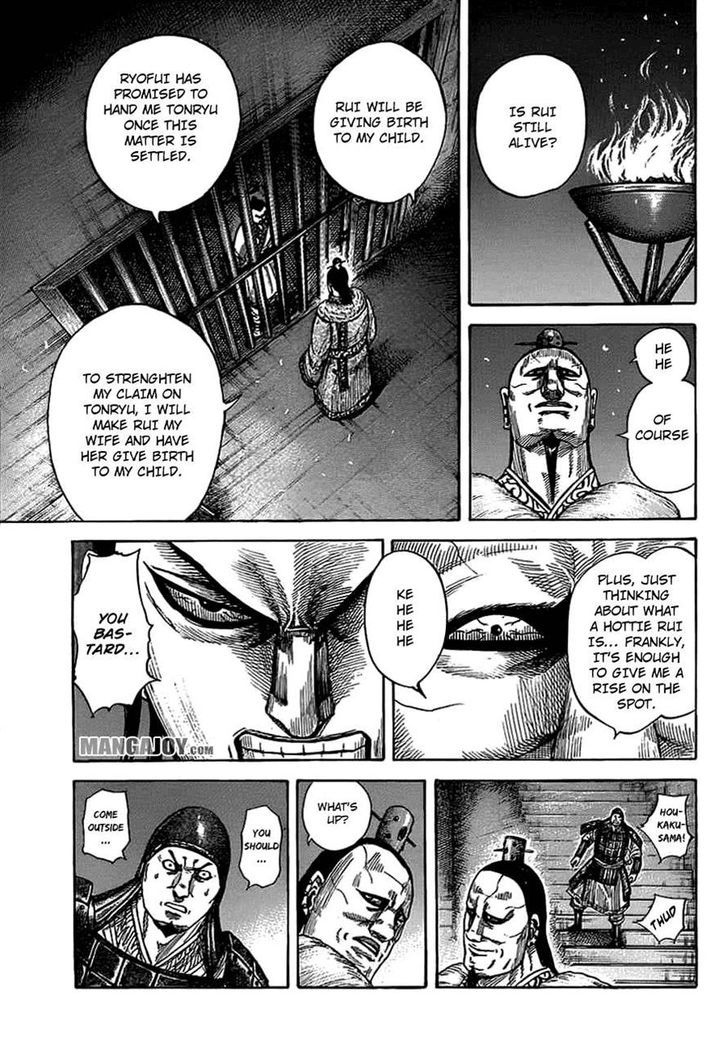 IS RUI
STILL
ALIVE?
HE
HE
OF
COURSE
RUI WILL BE
GIVING BIRTH
TO MY CHILD.
RYOFUI HAS
PROMISED TO
HAND ME TONRYU
ONCE THIS
MATTER IS
SETTLED.
TO STRENGHTEN
MY CLAIM ON
TONRYU, I WILL
MAKE RUI MY
WIFE AND HAVE
HER GIVE BIRTH
TO MY CHILD.
PLUS, JUST
THINKING
ABOUT WHAT
A HOTTIE RUI
IS... FRANKLY,
IT'S ENOUGH
TO GIVE ME A
RISE ON THE
SPOT.
KE
HE
HE
HE
YOU
BAS-
TARD...
MANGAJOY.COM
HOU-
KAKU-
SAMA!
THUD
WHAT'S
UP?
YOU
SHOULD
...
COME
OUTSIDE
...